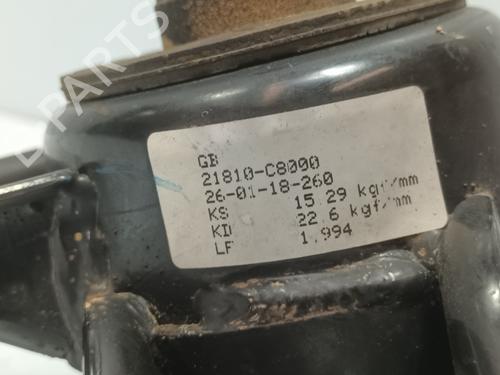 GB
21810-C8000
26-01-18-260
KS 15.29 kgf/mm
KD 22.6 kgf/mm
LF 1.994